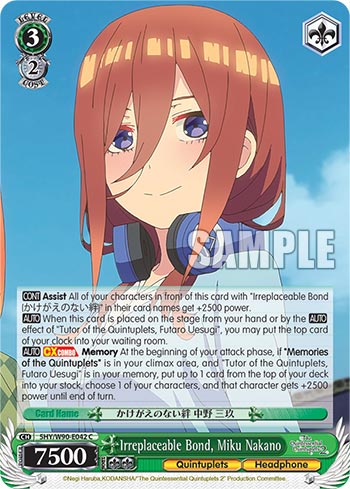 LEVEL
3
2
COST
SAMPLE
CONT Assist All of your characters in front of this card with "Irreplaceable Bond
(かけがえのない絆)" in their card names get +2500 power.
AUTO When this card is placed on the stage from your hand or by the AUTO
effect of "Tutor of the Quintuplets, Futaro Uesugi", you may put the top card
of your clock into your waiting room.
AUTO CX COMBO Memory At the beginning of your attack phase, if "Memories
of the Quintuplets" is in your climax area, and "Tutor of the Quintuplets,
Futaro Uesugi" is in your memory, put up to 1 card from the top of your deck
into your stock, choose 1 of your characters, and that character gets +2500
power until end of turn.
Card Name かけがえのない絆 中野 三玖
CH 5HY/W90-E042 C
7500
Irreplaceable Bond, Miku Nakano
Quintuplets
Headphone
The Quintessential Quintuplets 2
©Negi Haruba, KODANSHA/"The Quintessential Quintuplets 2" Production Committee.